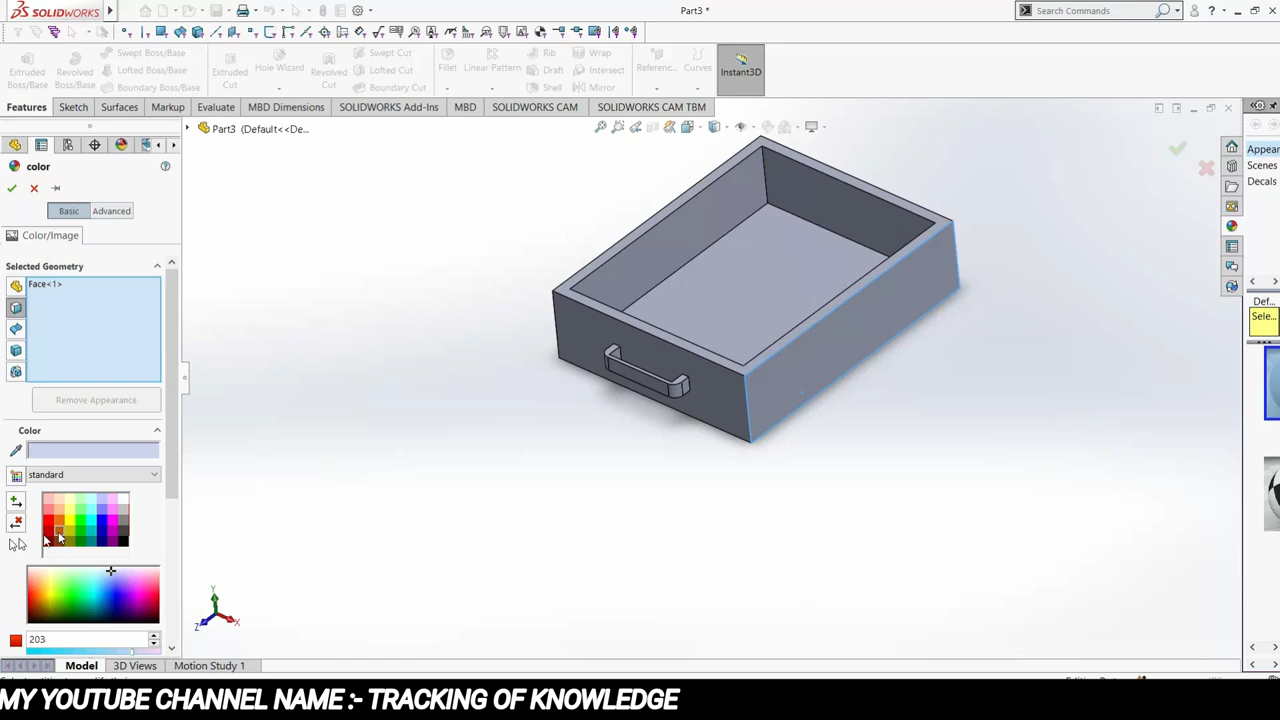 SOLIDWORKS
Part3 *
Search Commands
Extruded Boss/Base
Revolved Boss/Base
Swept Boss/Base
Lofted Boss/Base
Boundary Boss/Base
Extruded Cut
Hole Wizard
Revolved Cut
Swept Cut
Lofted Cut
Boundary Cut
Fillet
Linear Pattern
Rib
Draft
Shell
Wrap
Intersect
Mirror
Referenc...
Curves
Instant3D
Features
Sketch
Surfaces
Markup
Evaluate
MBD Dimensions
SOLIDWORKS Add-Ins
MBD
SOLIDWORKS CAM
SOLIDWORKS CAM TBM
Part3 (Default<<De...
color
Basic
Advanced
Color/Image
Selected Geometry
Face<1>
Remove Appearance
Color
standard
203
Appear
Scenes
Decals
Def...
Sele...
Y
Z
X
Model
3D Views
Motion Study 1
MY YOUTUBE CHANNEL NAME :- TRACKING OF KNOWLEDGE